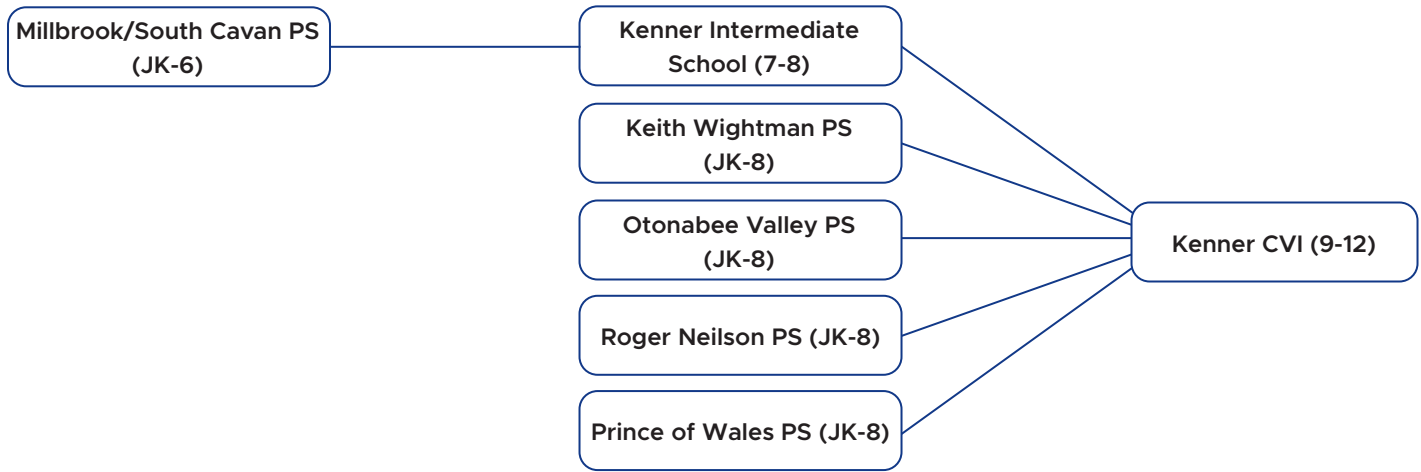 Millbrook/South Cavan PS
(JK-6)
Kenner Intermediate
School (7-8)
Keith Wightman PS
(JK-8)
Otonabee Valley PS
(JK-8)
Roger Neilson PS (JK-8)
Prince of Wales PS (JK-8)
Kenner CVI (9-12)